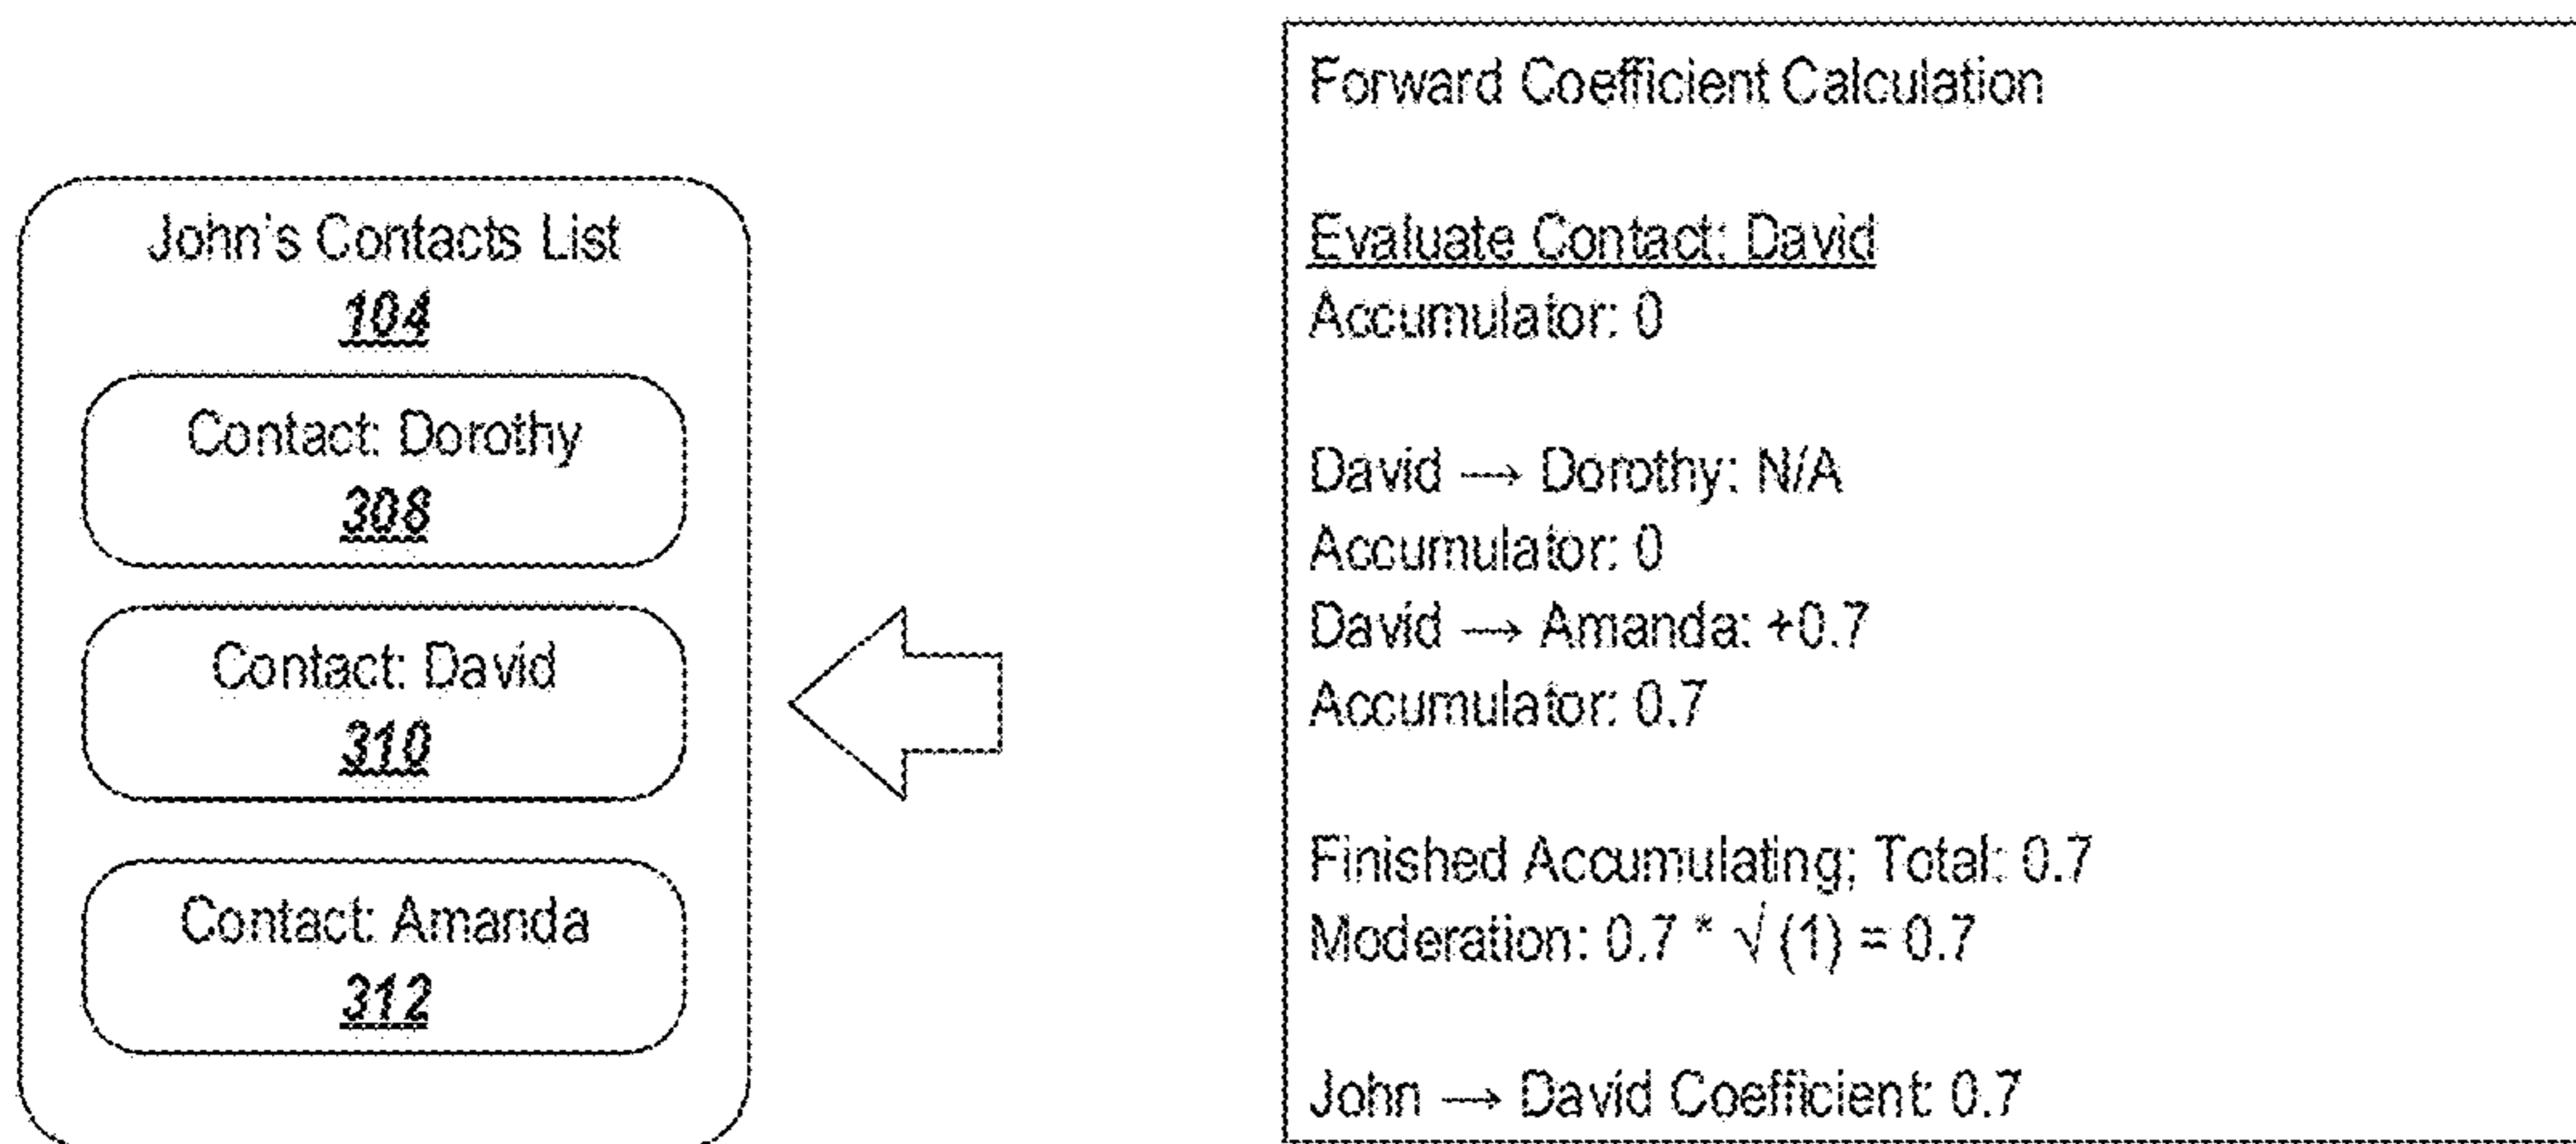 John's Contacts List
104
Contact: Dorothy
308
Contact: David
310
Contact: Amanda
312
Forward Coefficient Calculation
Evaluate Contact: David
Accumulator: 0
David → Dorothy: N/A
Accumulator: 0
David → Amanda: +0.7
Accumulator: 0.7
Finished Accumulating; Total: 0.7
Moderation: 0.7 * √ (1) = 0.7
John → David Coefficient: 0.7